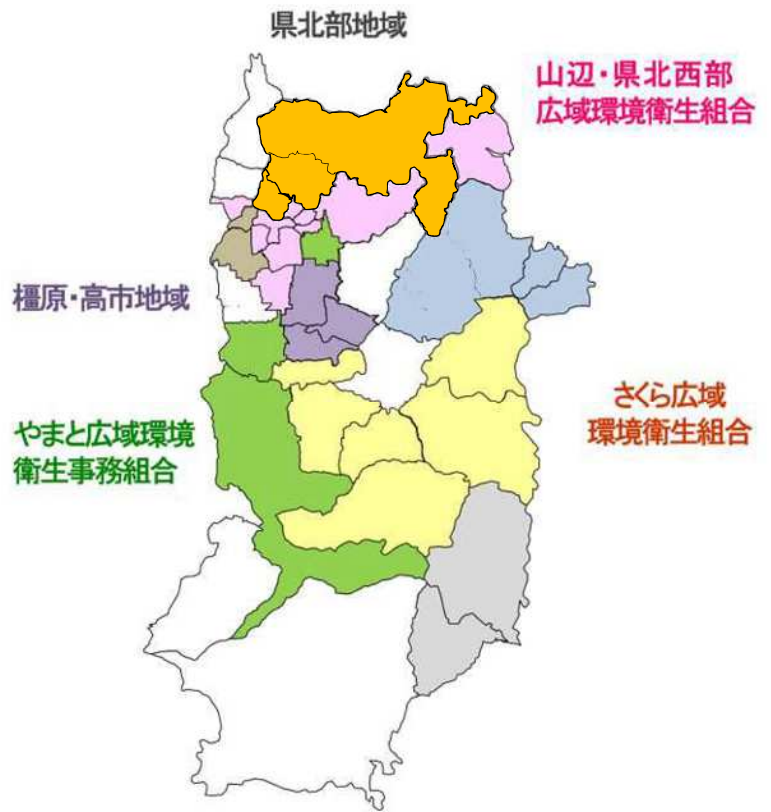 県北部地域
山辺・県北西部
広域環境衛生組合
橿原・高市地域
さくら広域
環境衛生組合
やまと広域環境
衛生事務組合